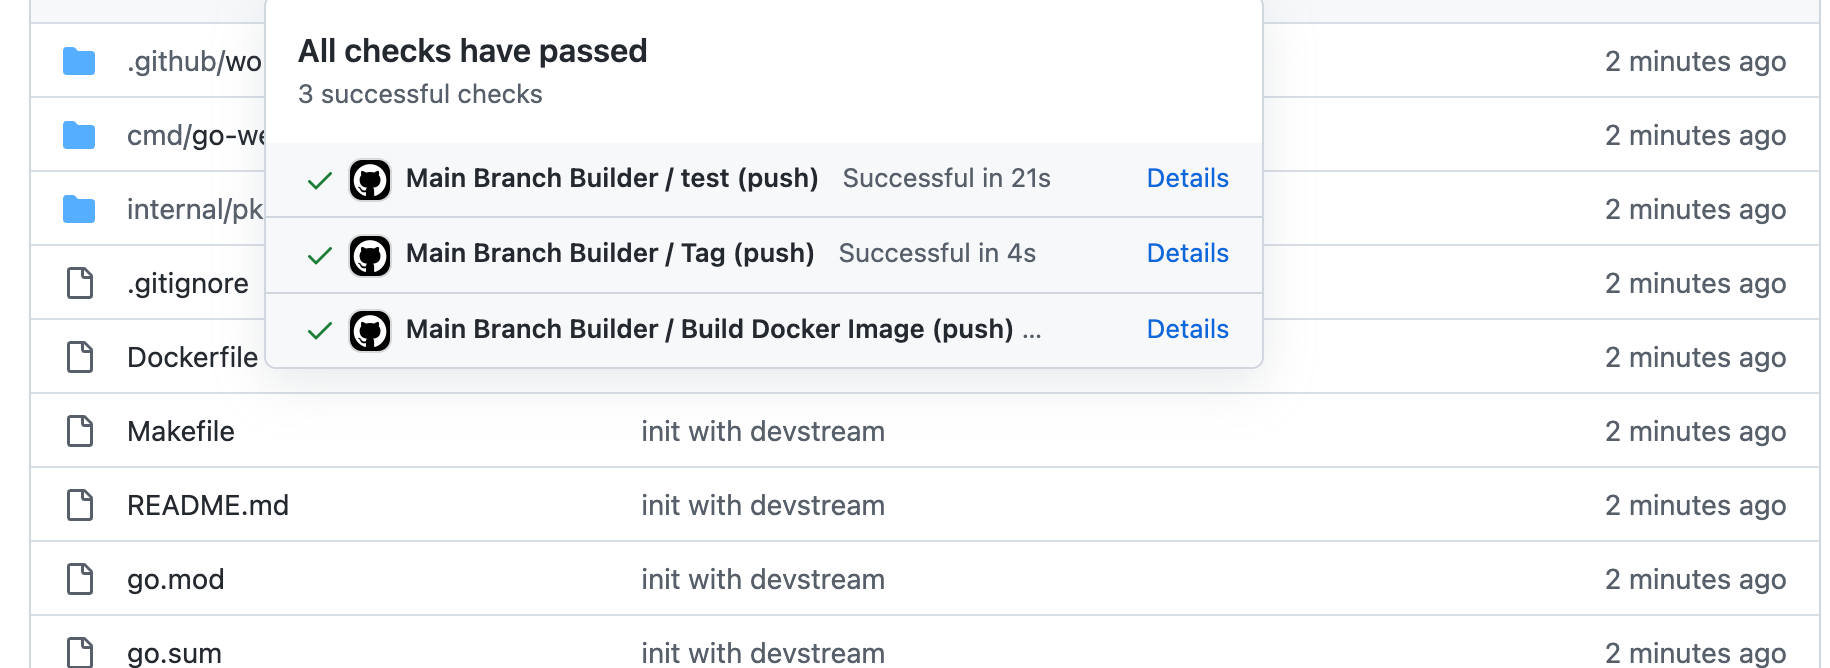 All checks have passed
3 successful checks
Main Branch Builder / test (push) Successful in 21s Details
Main Branch Builder / Tag (push) Successful in 4s Details
Main Branch Builder / Build Docker Image (push) ... Details
.github/wo 2 minutes ago
cmd/go-we 2 minutes ago
internal/pk 2 minutes ago
.gitignore 2 minutes ago
Dockerfile 2 minutes ago
Makefile init with devstream 2 minutes ago
README.md init with devstream 2 minutes ago
go.mod init with devstream 2 minutes ago
go.sum init with devstream 2 minutes ago